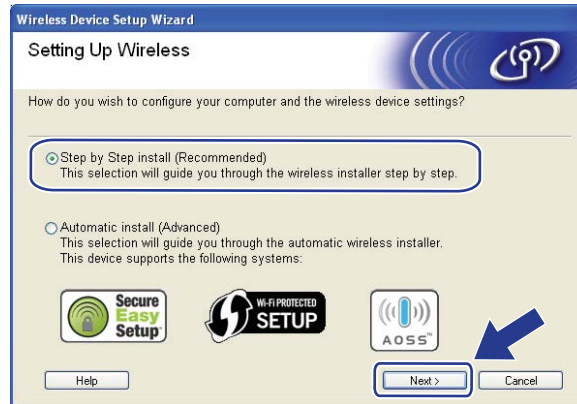 Wireless Device Setup Wizard
Setting Up Wireless
How do you wish to configure your computer and the wireless device settings?
Step by Step install (Recommended)
This selection will guide you through the wireless installer step by step.
Automatic install (Advanced)
This selection will guide you through the automatic wireless installer.
This device supports the following systems:
Secure
Easy
Setup
Wi-Fi PROTECTED
SETUP
AOSS™
Help
Next >
Cancel